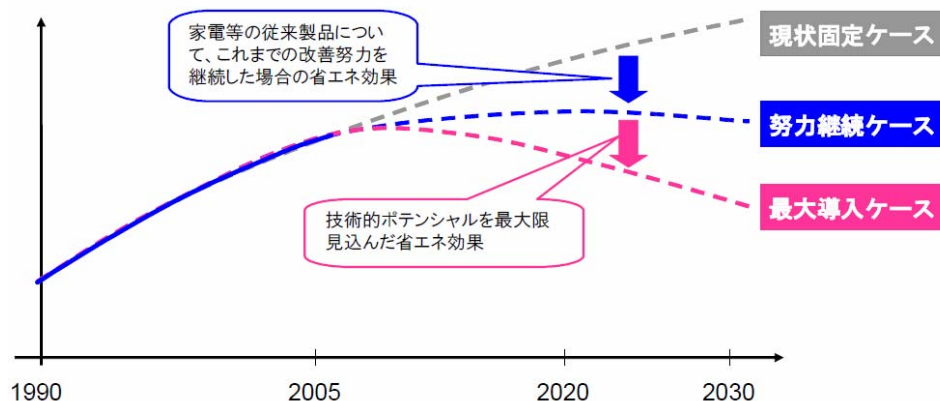 家電等の従来製品につい
て、これまでの改善努力を
継続した場合の省エネ効果
現状固定ケース
努力継続ケース
最大導入ケース
技術的ポテンシャルを最大限
見込んだ省エネ効果
1990
2005
2020
2030